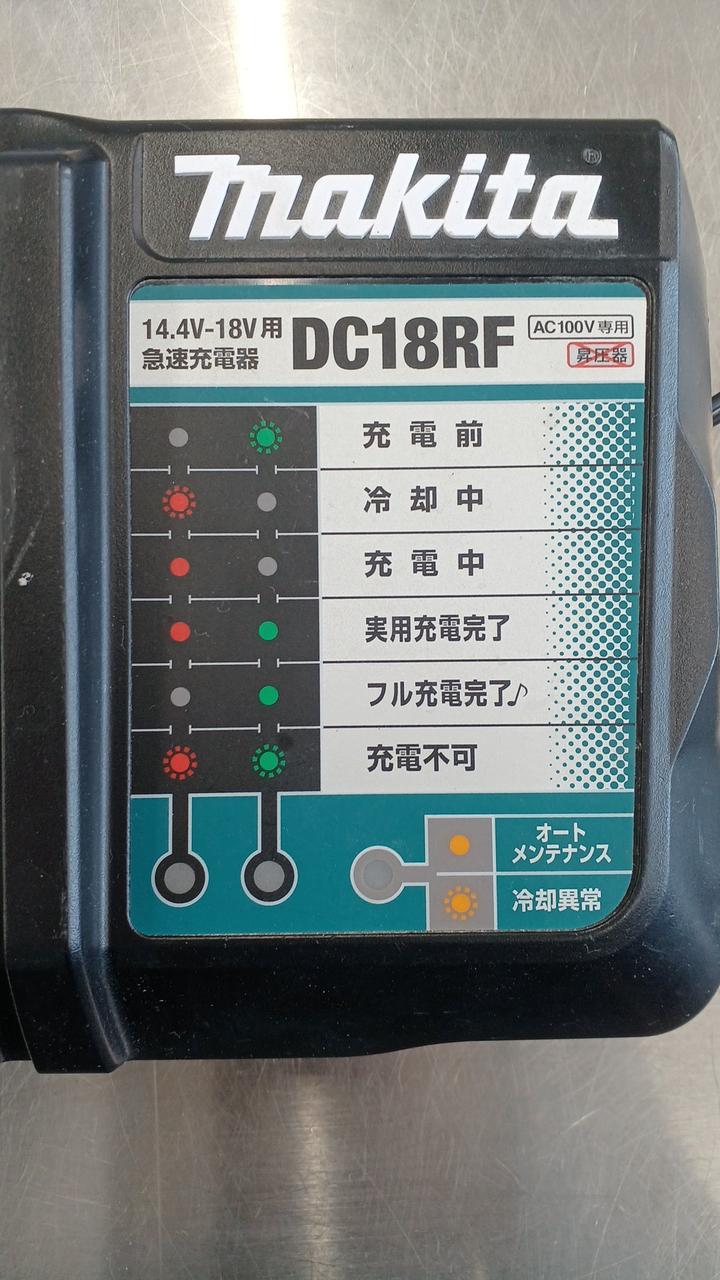 makita®
14.4V-18V用
急速充電器
DC18RF
AC100V専用
昇圧器
充電前
冷却中
充電中
実用充電完了
フル充電完了♪
充電不可
オート
メンテナンス
冷却異常